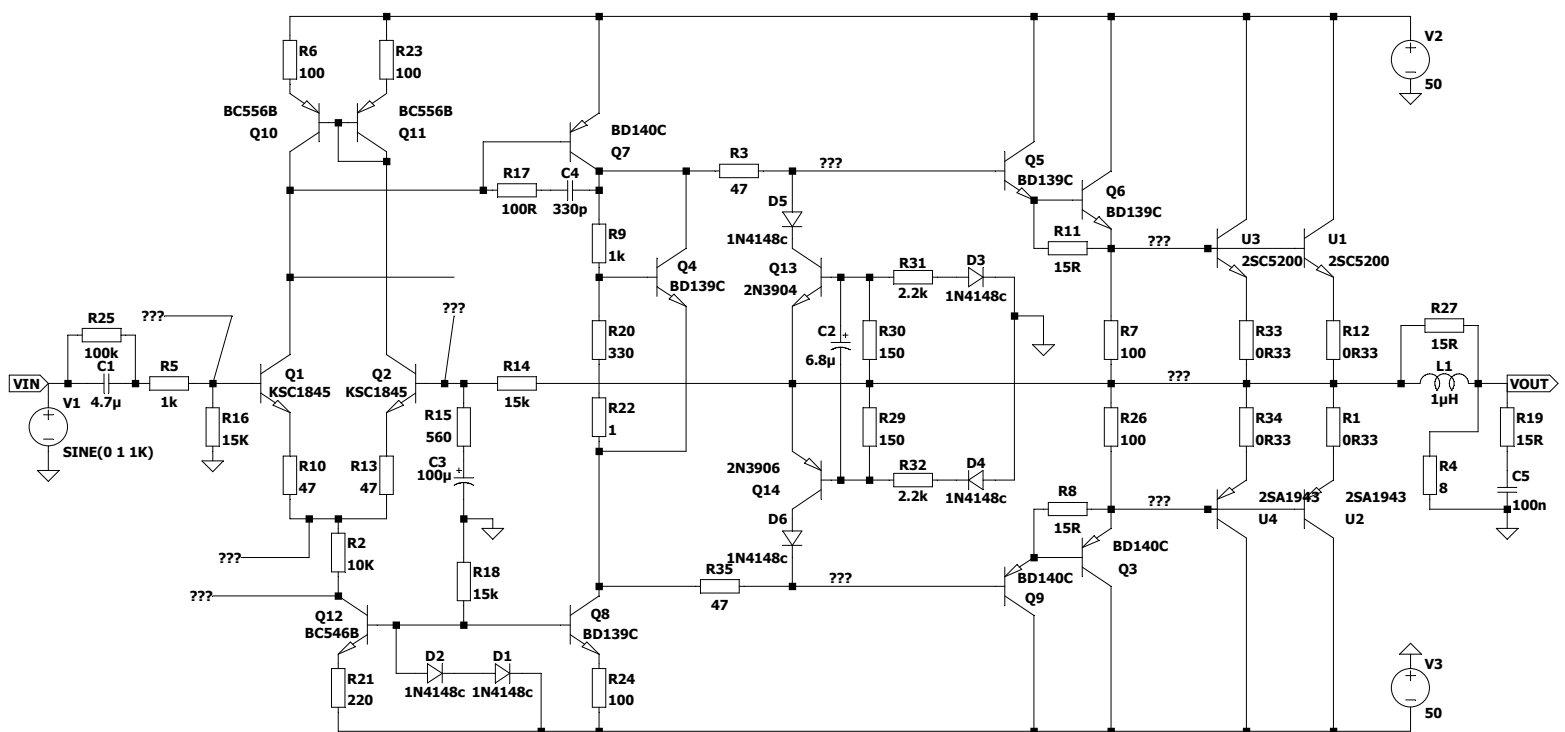 R6
100
R23
100
V2
50
BC556B
Q10
BC556B
Q11
BD140C
Q7
R17
100R
C4
330p
R3
47
???
Q5
BD139C
Q6
BD139C
D5
1N4148c
R9
1k
Q4
BD139C
R11
15R
???
U3
2SC5200
U1
2SC5200
Q13
2N3904
R31
2.2k
D3
1N4148c
???
???
R25
100k
C1
4.7µ
R5
1k
VIN
V1
SINE(0 1 1K)
R16
15K
Q1
KSC1845
Q2
KSC1845
R14
15k
R20
330
C2
6.8µ
R30
150
R7
100
R33
0R33
R12
0R33
R27
15R
???
L1
1µH
VOUT
R15
560
C3
100µ
R22
1
R29
150
R26
100
R34
0R33
R1
0R33
R19
15R
R4
8
C5
100n
R10
47
R13
47
2N3906
Q14
R32
2.2k
D4
1N4148c
R8
15R
???
2SA1943
U4
2SA1943
U2
???
R2
10K
D6
1N4148c
BD140C
Q3
???
R18
15k
R35
47
???
BD140C
Q9
Q12
BC546B
Q8
BD139C
D2
1N4148c
D1
1N4148c
R21
220
R24
100
V3
50